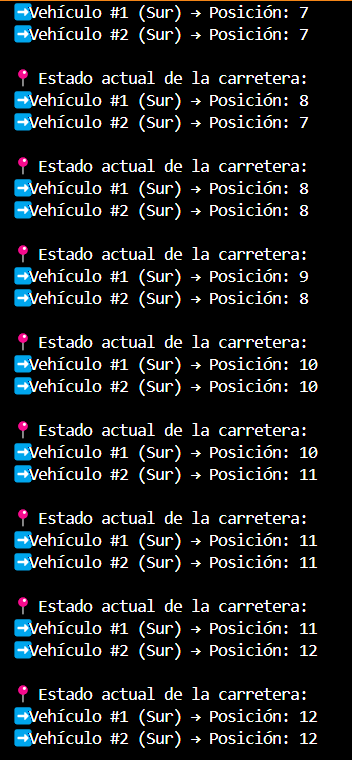 ➡️Vehículo #1 (Sur) → Posición: 7
➡️Vehículo #2 (Sur) → Posición: 7

📍 Estado actual de la carretera:
➡️Vehículo #1 (Sur) → Posición: 8
➡️Vehículo #2 (Sur) → Posición: 7

📍 Estado actual de la carretera:
➡️Vehículo #1 (Sur) → Posición: 8
➡️Vehículo #2 (Sur) → Posición: 8

📍 Estado actual de la carretera:
➡️Vehículo #1 (Sur) → Posición: 9
➡️Vehículo #2 (Sur) → Posición: 8

📍 Estado actual de la carretera:
➡️Vehículo #1 (Sur) → Posición: 10
➡️Vehículo #2 (Sur) → Posición: 10

📍 Estado actual de la carretera:
➡️Vehículo #1 (Sur) → Posición: 10
➡️Vehículo #2 (Sur) → Posición: 11

📍 Estado actual de la carretera:
➡️Vehículo #1 (Sur) → Posición: 11
➡️Vehículo #2 (Sur) → Posición: 11

📍 Estado actual de la carretera:
➡️Vehículo #1 (Sur) → Posición: 11
➡️Vehículo #2 (Sur) → Posición: 12

📍 Estado actual de la carretera:
➡️Vehículo #1 (Sur) → Posición: 12
➡️Vehículo #2 (Sur) → Posición: 12